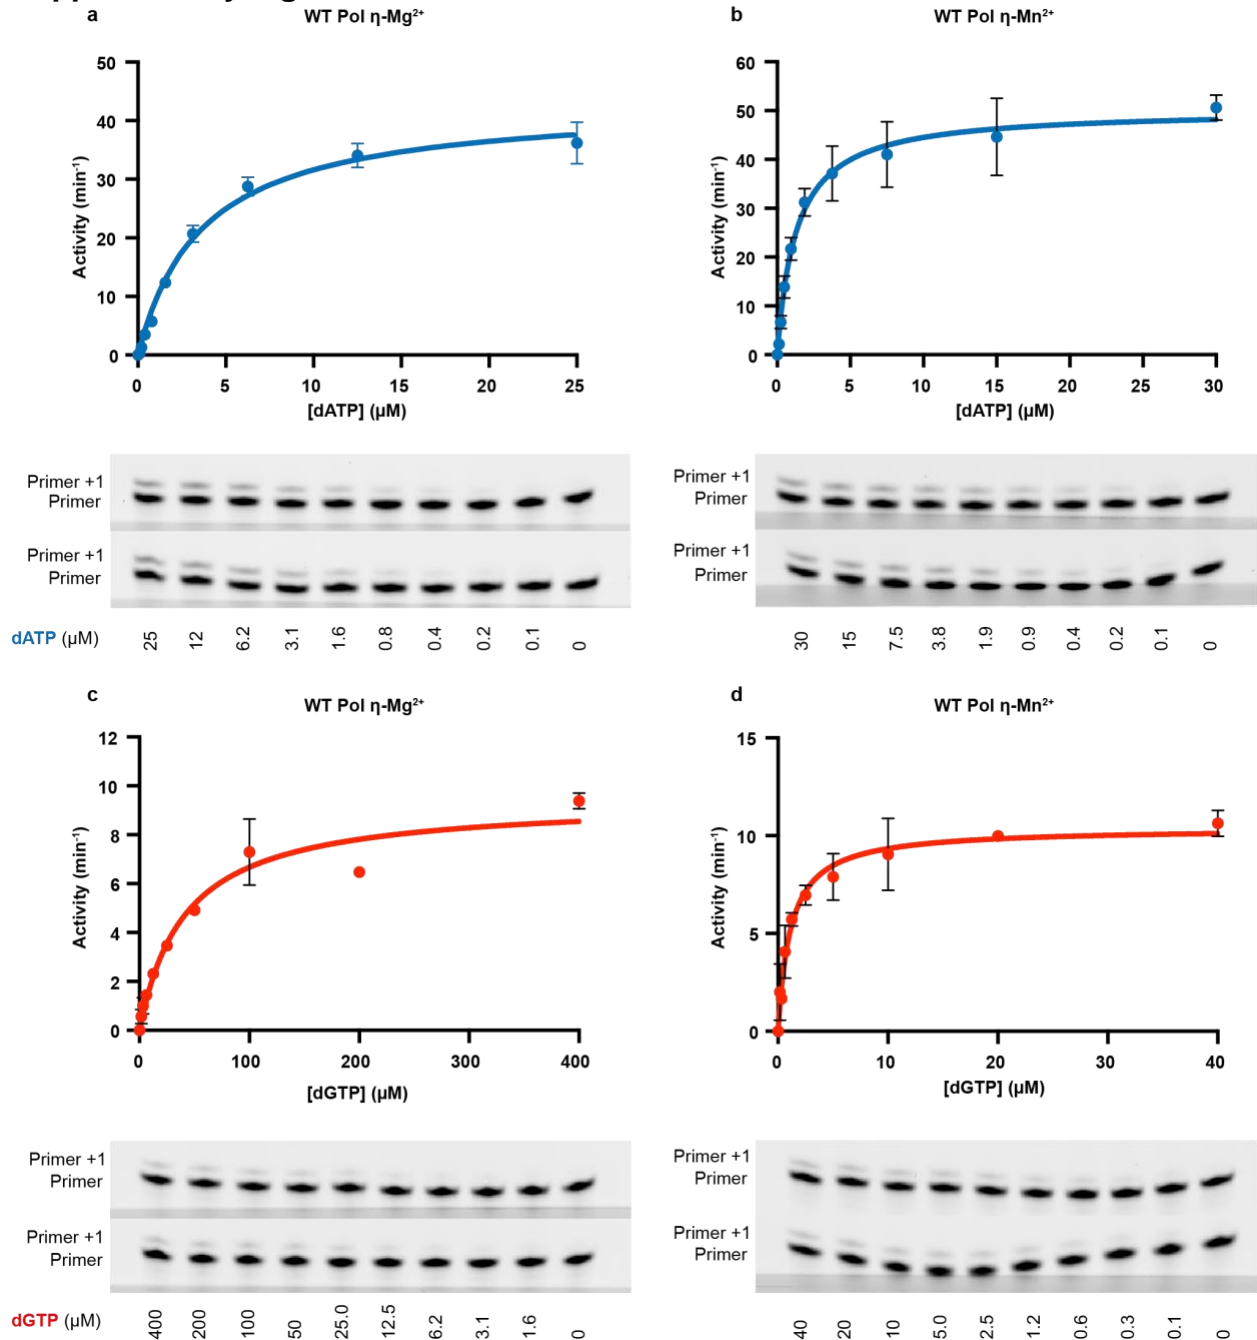 a
WT Pol η-Mg²⁺
50
40
30
20
10
0
Activity (min⁻¹)
0 5 10 15 20 25
[dATP] (µM)
Primer +1
Primer
Primer +1
Primer
dATP (µM) 25 12 6.2 3.1 1.6 0.8 0.4 0.2 0.1 0
b
WT Pol η-Mn²⁺
60
50
40
30
20
10
0
Activity (min⁻¹)
0 5 10 15 20 25 30
[dATP] (µM)
Primer +1
Primer
Primer +1
Primer
30 15 7.5 3.8 1.9 0.9 0.4 0.2 0.1 0
c
WT Pol η-Mg²⁺
12
10
8
6
4
2
0
Activity (min⁻¹)
0 100 200 300 400
[dGTP] (µM)
Primer +1
Primer
Primer +1
Primer
dGTP (µM) 400 200 100 50 25.0 12.5 6.2 3.1 1.6 0
d
WT Pol η-Mn²⁺
15
10
5
0
Activity (min⁻¹)
0 10 20 30 40
[dGTP] (µM)
Primer +1
Primer
Primer +1
Primer
40 20 10 5.0 2.5 1.2 0.6 0.3 0.1 0